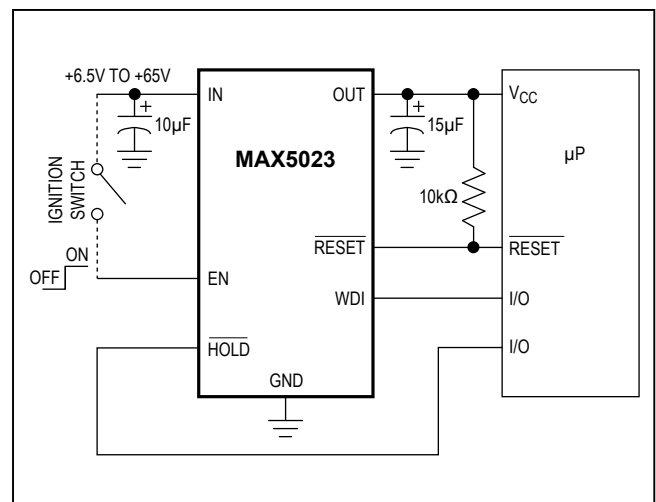 +6.5V TO +65V
IN
OUT
VCC
+
10µF
+
15µF
MAX5023
µP
10kΩ
IGNITION
SWITCH
RESET
RESET
ON
OFF
EN
WDI
I/O
HOLD
I/O
GND